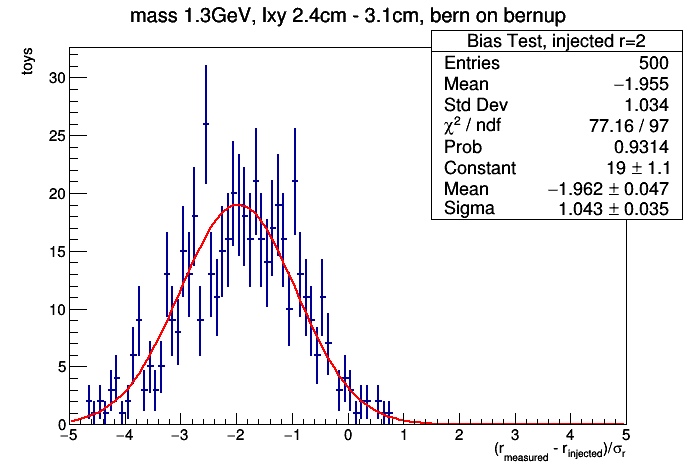 mass 1.3GeV, lxy 2.4cm - 3.1cm, bern on bernup
toys
Bias Test, injected r=2
Entries 500
Mean −1.955
Std Dev 1.034
χ² / ndf 77.16 / 97
Prob 0.9314
Constant 19 ± 1.1
Mean −1.962 ± 0.047
Sigma 1.043 ± 0.035
30
25
20
15
10
5
0
−5 −4 −3 −2 −1 0 1 2 3 4 5
(r_measured - r_injected)/σ_r